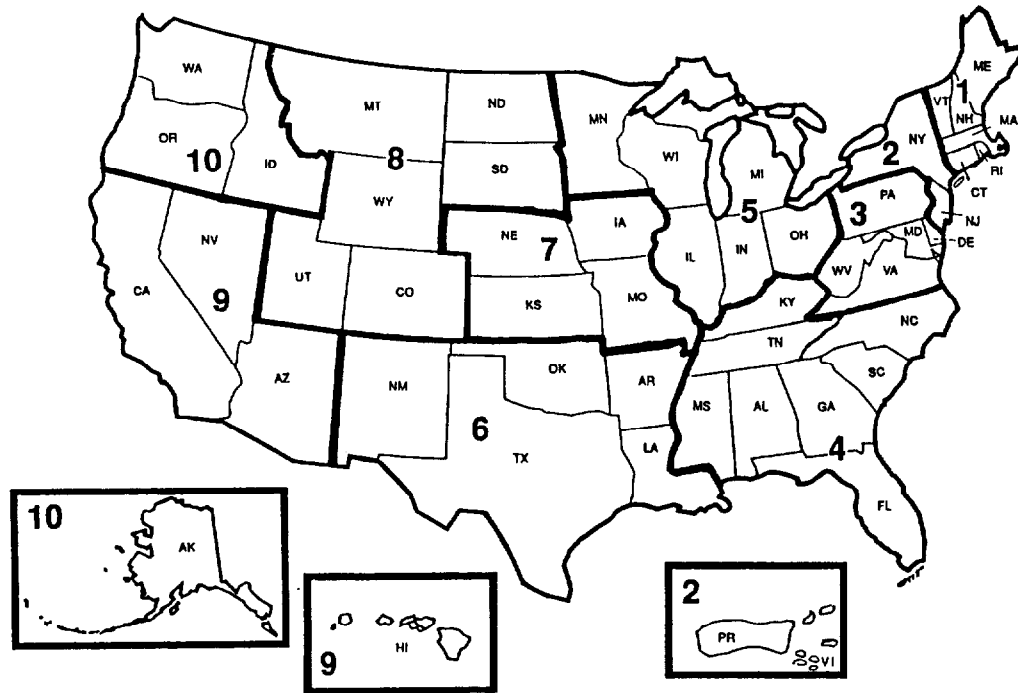 WA
MT
ND
MN
ME
VT
1
NH
MA
OR
10
ID
8
SD
WI
MI
NY
2
RI
CT
WY
PA
3
NJ
NE
7
IA
5
MD
DE
NV
UT
CO
IL
IN
OH
WV
VA
CA
9
KS
MO
KY
NC
TN
AZ
NM
OK
AR
SC
6
TX
MS
AL
GA
LA
4
FL
10
AK
HI
9
2
PR
VI